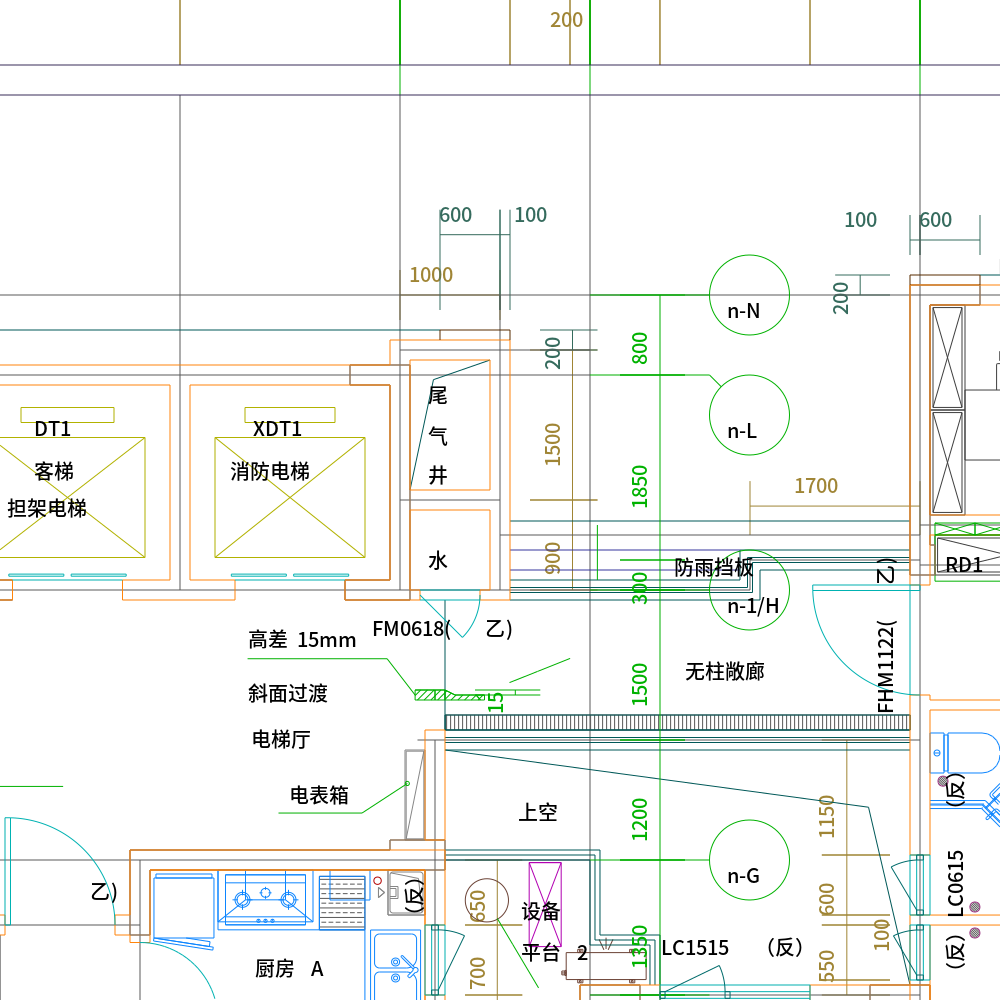 200
600
100
100
600
1000
200
n-N
800
200
尾
气
井
DT1
XDT1
n-L
客梯
消防电梯
担架电梯
1500
1850
1700
水
900
300
防雨挡板
n-1/H
RD1
FM0618( 乙)
FHM1122( 乙)
高差 15mm
斜面过渡
15
1500
无柱敞廊
电梯厅
电表箱
上空
1200
1150
(反)
n-G
LC0615
乙)
(反)
650
设备
平台 2
600
100
LC1515 (反)
1350
厨房 A
700
550
(反)